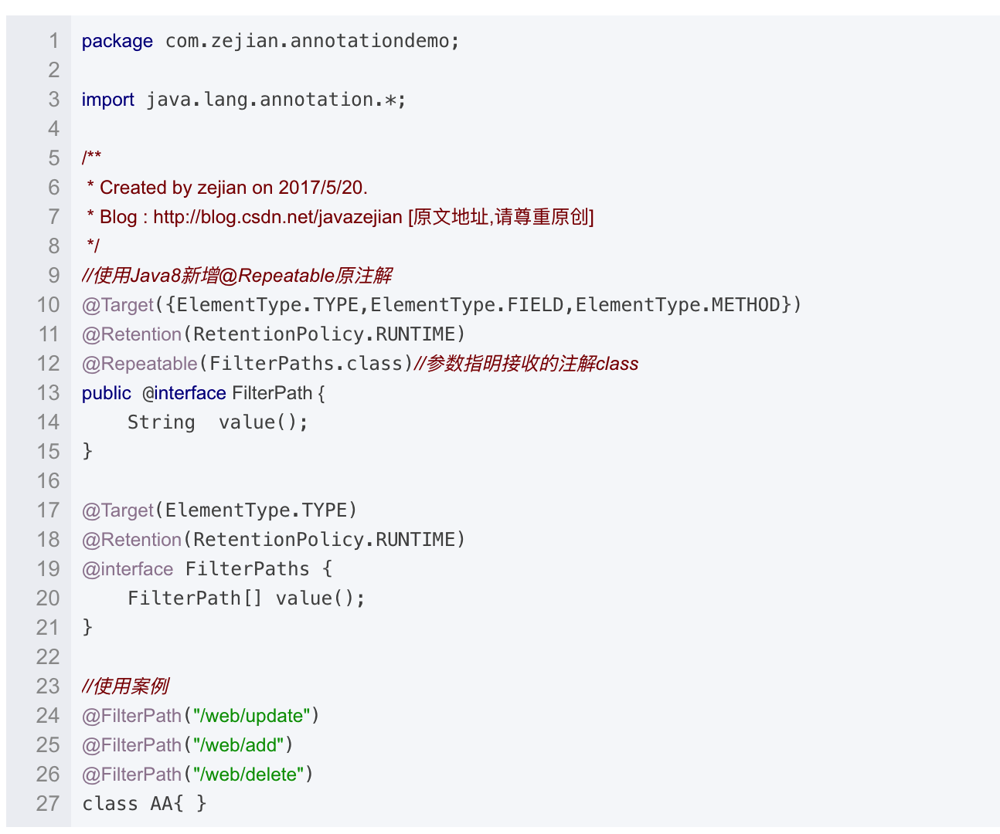 1 package com.zejian.annotationdemo;
2
3 import java.lang.annotation.*;
4
5 /**
6  * Created by zejian on 2017/5/20.
7  * Blog : http://blog.csdn.net/javazejian [原文地址,请尊重原创]
8  */
9 //使用Java8新增@Repeatable原注解
10 @Target({ElementType.TYPE,ElementType.FIELD,ElementType.METHOD})
11 @Retention(RetentionPolicy.RUNTIME)
12 @Repeatable(FilterPaths.class)//参数指明接收的注解class
13 public @interface FilterPath {
14     String  value();
15 }
16
17 @Target(ElementType.TYPE)
18 @Retention(RetentionPolicy.RUNTIME)
19 @interface FilterPaths {
20     FilterPath[] value();
21 }
22
23 //使用案例
24 @FilterPath("/web/update")
25 @FilterPath("/web/add")
26 @FilterPath("/web/delete")
27 class AA{ }